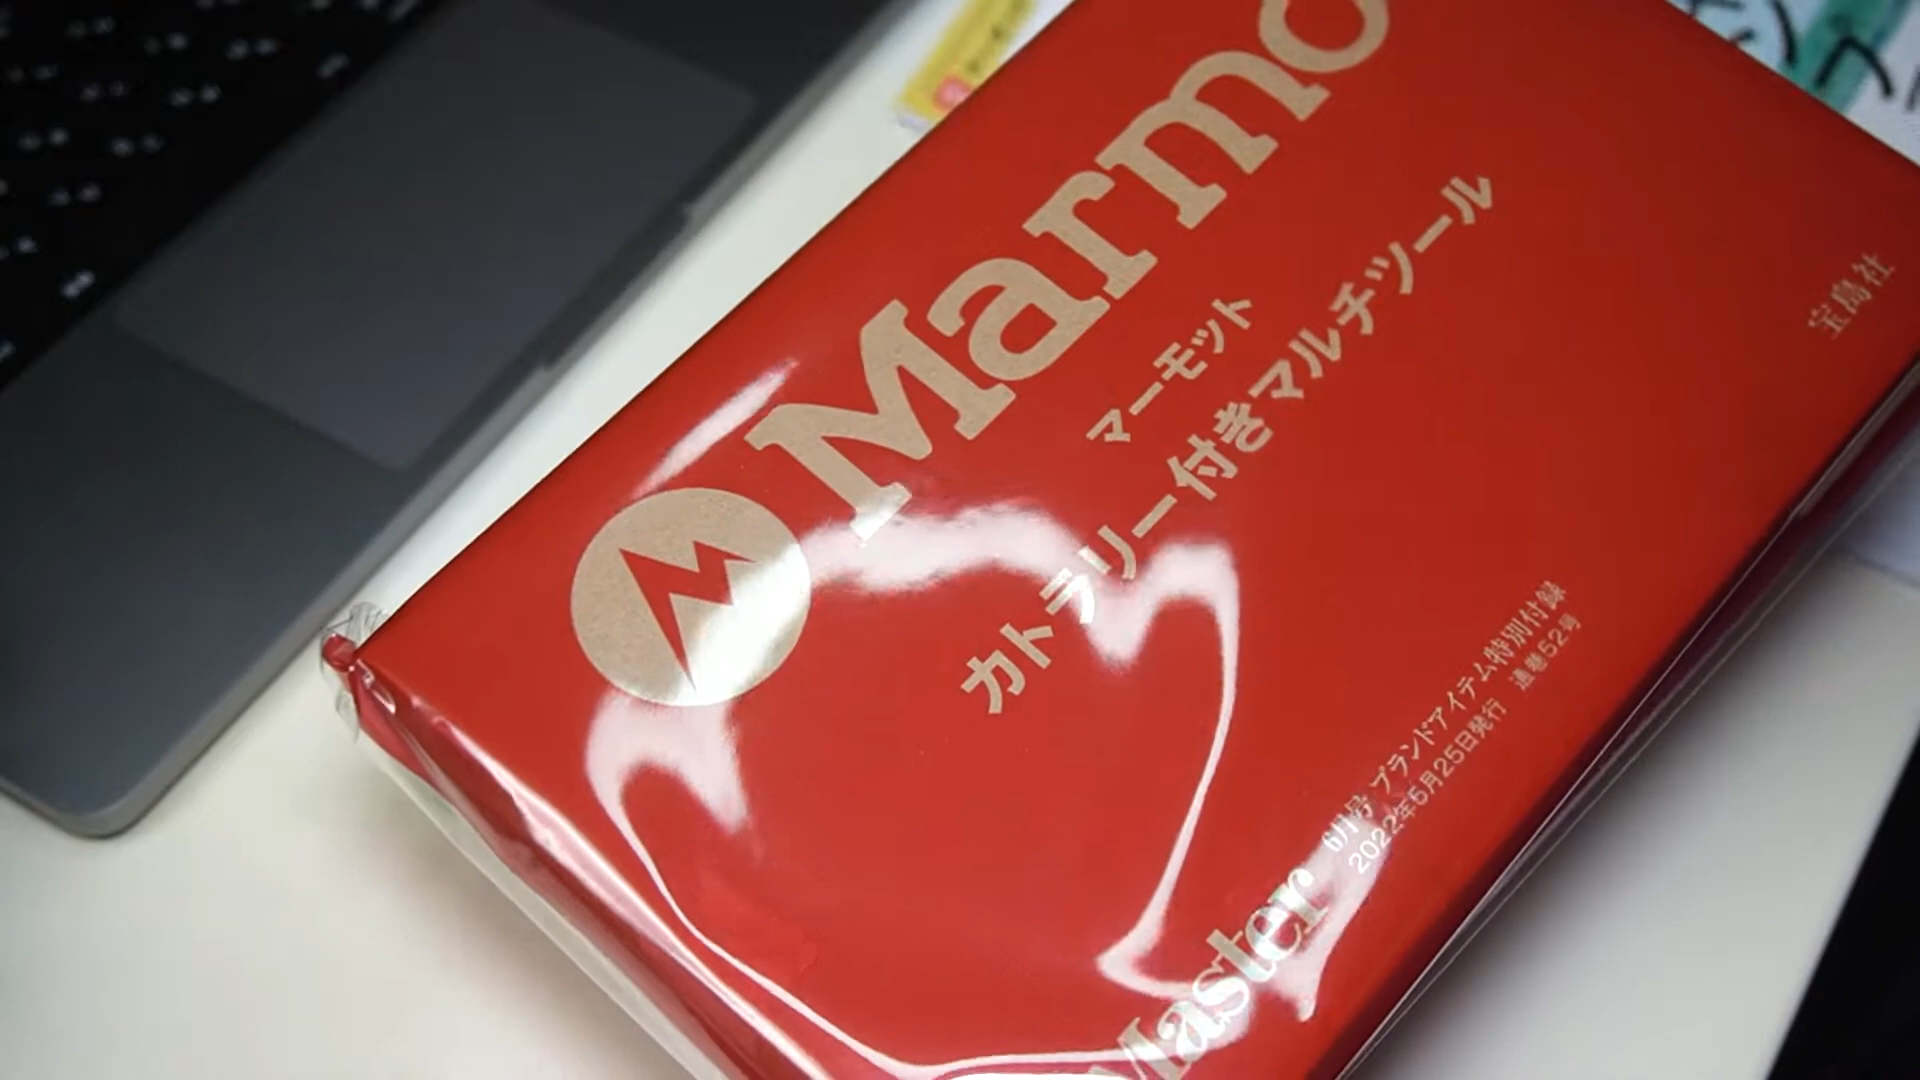 Marmo
マーモット
カトラリー付きマルチツール
宝島社
Master 6月号 ブランドアイテム特別付録
2022年5月25日発行 通巻52号